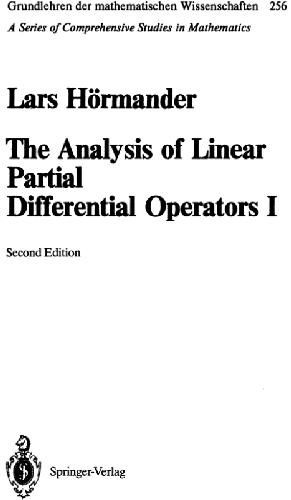 Grundlehren der mathematischen Wissenschaften 256
A Series of Comprehensive Studies in Mathematics
Lars Hörmander
The Analysis of Linear
Partial
Differential Operators I
Second Edition
Springer-Verlag